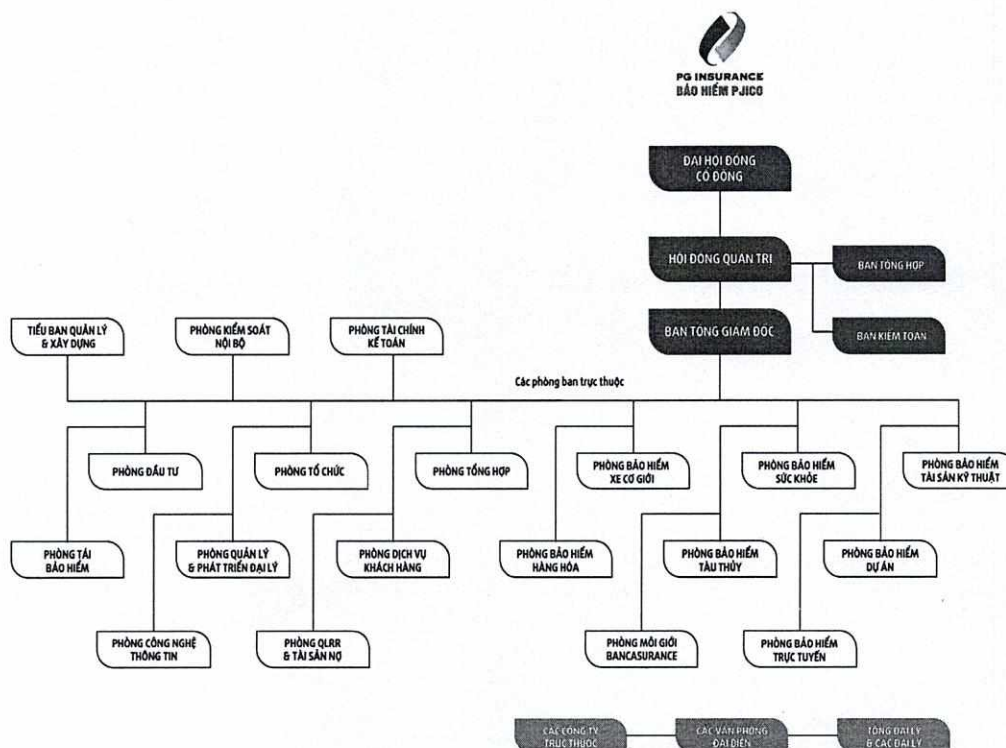 PG INSURANCE
BẢO HIỂM PJICO
ĐẠI HỘI ĐỒNG
CỔ ĐÔNG
HỘI ĐỒNG QUẢN TRỊ
BAN TỔNG HỢP
BAN TỔNG GIÁM ĐỐC
BAN KIỂM TOÁN
TIỂU BAN QUẢN LÝ
& XÂY DỰNG
PHÒNG KIỂM SOÁT
NỘI BỘ
PHÒNG TÀI CHÍNH
KẾ TOÁN
Các phòng ban trực thuộc
PHÒNG ĐẦU TƯ
PHÒNG TỔ CHỨC
PHÒNG TỔNG HỢP
PHÒNG BẢO HIỂM
XE CƠ GIỚI
PHÒNG BẢO HIỂM
SỨC KHỎE
PHÒNG BẢO HIỂM
TÀI SẢN KỸ THUẬT
PHÒNG TÁI
BẢO HIỂM
PHÒNG QUẢN LÝ
& PHÁT TRIỂN ĐẠI LÝ
PHÒNG DỊCH VỤ
KHÁCH HÀNG
PHÒNG BẢO HIỂM
HÀNG HÓA
PHÒNG BẢO HIỂM
TÀU THỦY
PHÒNG BẢO HIỂM
DỰ ÁN
PHÒNG CÔNG NGHỆ
THÔNG TIN
PHÒNG QLRR
& TÀI SẢN NỢ
PHÒNG MÔI GIỚI
BANCASURANCE
PHÒNG BẢO HIỂM
TRỰC TUYẾN
CÁC CÔNG TY
TRỰC THUỘC
CÁC VĂN PHÒNG
ĐẠI DIỆN
TỔNG ĐẠI LÝ
& CÁC ĐẠI LÝ